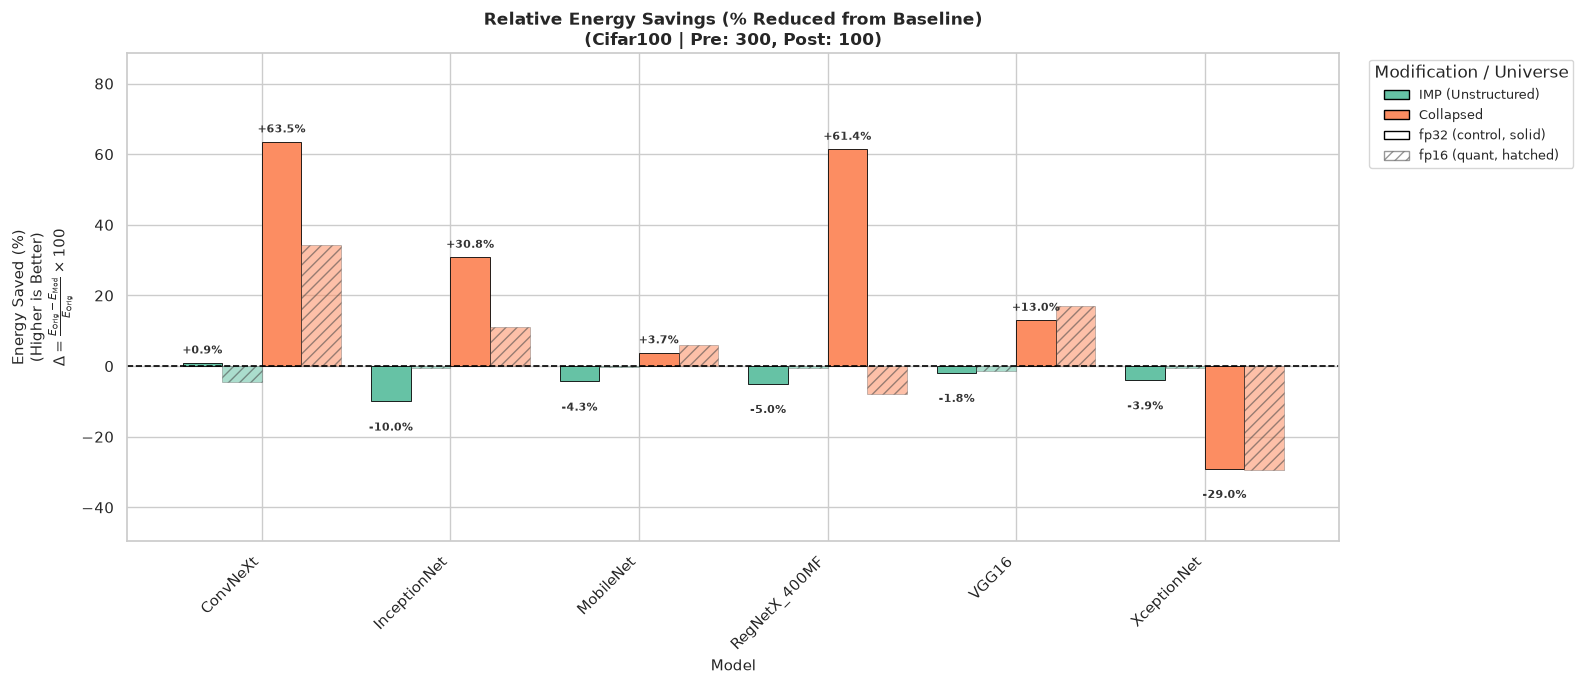 Relative Energy Savings (% Reduced from Baseline)
(Cifar100 | Pre: 300, Post: 100)
Energy Saved (%)
(Higher is Better)
Δ = (E_Orig − E_Mod) / E_Orig × 100
80
60
40
20
0
−20
−40
+0.9%
+63.5%
-10.0%
+30.8%
-4.3%
+3.7%
-5.0%
+61.4%
-1.8%
+13.0%
-3.9%
-29.0%
ConvNeXt
InceptionNet
MobileNet
RegNetX_400MF
VGG16
XceptionNet
Model
Modification / Universe
IMP (Unstructured)
Collapsed
fp32 (control, solid)
fp16 (quant, hatched)